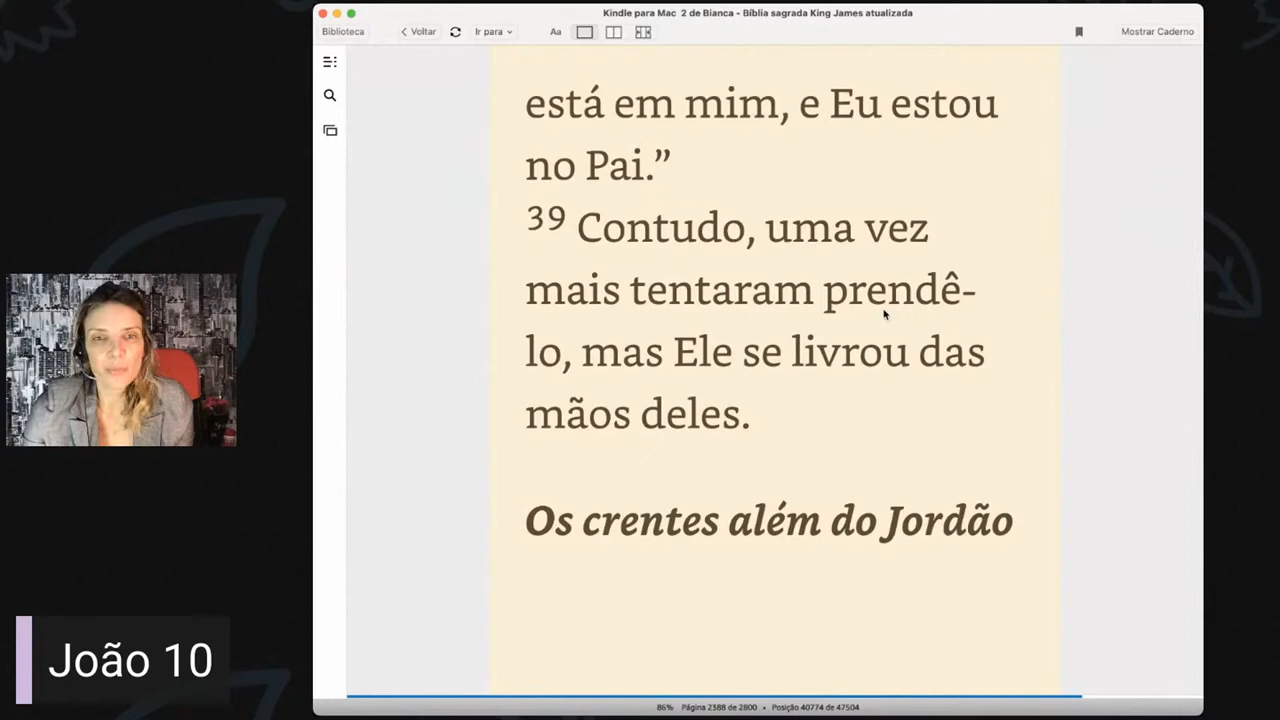 Kindle para Mac 2 de Bianca - Bíblia sagrada King James atualizada
Biblioteca
Voltar
Ir para
Aa
Mostrar Caderno
está em mim, e Eu estou
no Pai.”
39 Contudo, uma vez
mais tentaram prendê-
lo, mas Ele se livrou das
mãos deles.
Os crentes além do Jordão
João 10
86% Página 2388 de 2800 • Posição 40774 de 47504